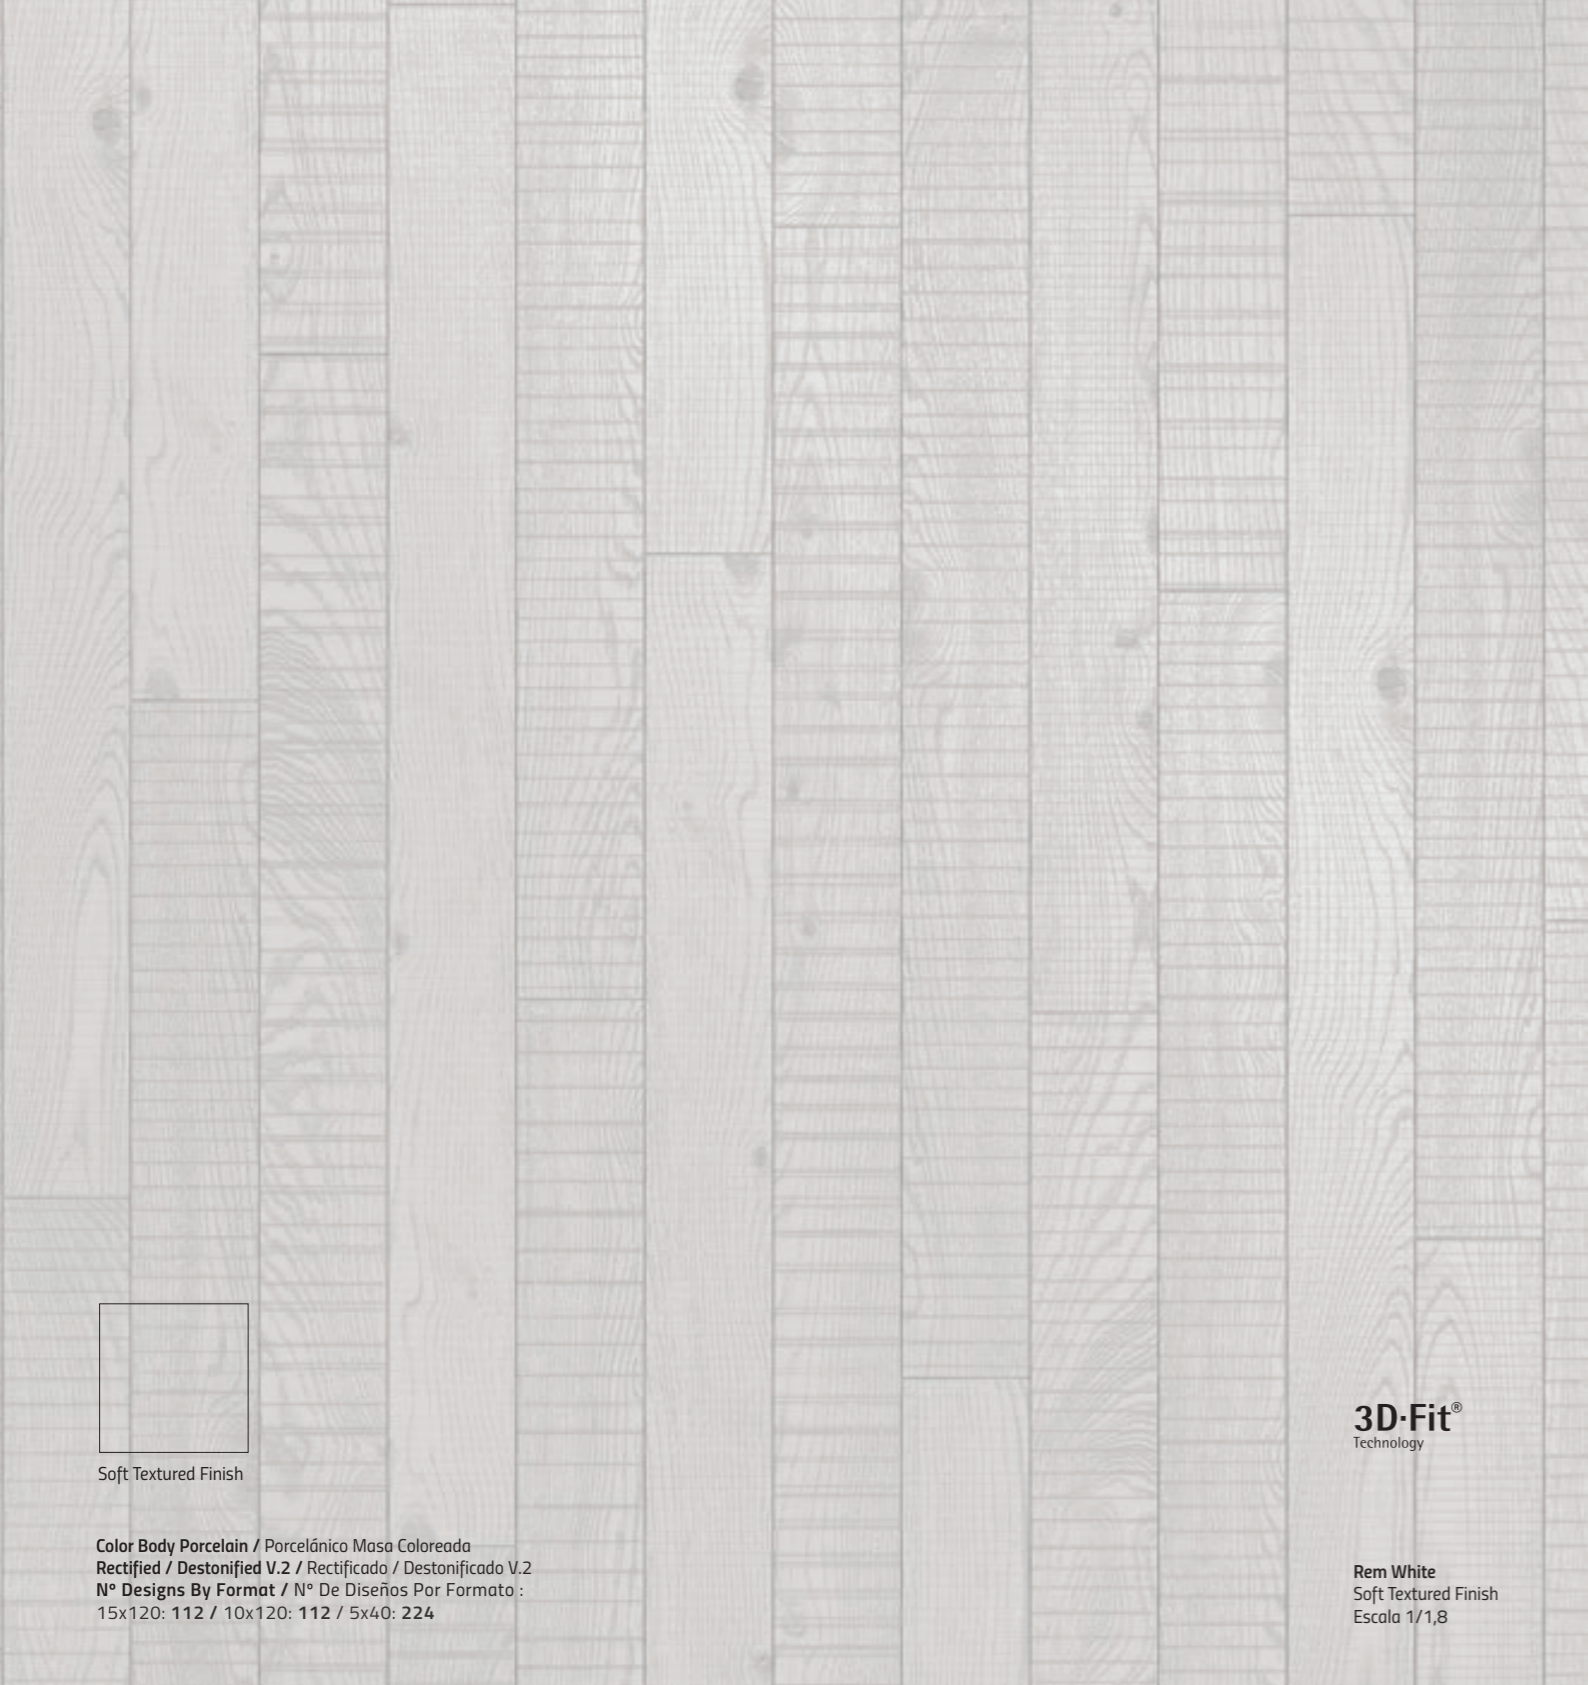 3D·Fit®
Technology
Soft Textured Finish
Color Body Porcelain / Porcelánico Masa Coloreada
Rectified / Destonified V.2 / Rectificado / Destonificado V.2
Nº Designs By Format / Nº De Diseños Por Formato :
15x120: 112 / 10x120: 112 / 5x40: 224
Rem White
Soft Textured Finish
Escala 1/1,8